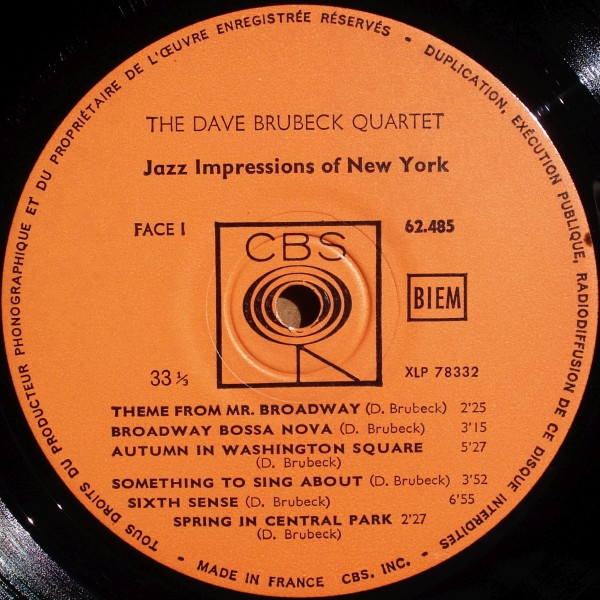 TOUS DROITS DU PRODUCTEUR PHONOGRAPHIQUE ET DU PROPRIÉTAIRE DE L'ŒUVRE ENREGISTRÉE RÉSERVÉS • DUPLICATION, EXÉCUTION PUBLIQUE, RADIODIFFUSION DE CE DISQUE INTERDITES •
THE DAVE BRUBECK QUARTET
Jazz Impressions of New York
FACE I
62.485
CBS
BIEM
33 ⅓
XLP 78332
THEME FROM MR. BROADWAY (D. Brubeck) 2'25
BROADWAY BOSSA NOVA (D. Brubeck) 3'15
AUTUMN IN WASHINGTON SQUARE 5'27
(D. Brubeck)
SOMETHING TO SING ABOUT (D. Brubeck) 3'52
SIXTH SENSE (D. Brubeck) 6'55
SPRING IN CENTRAL PARK 2'27
(D. Brubeck)
• MADE IN FRANCE CBS. INC. •